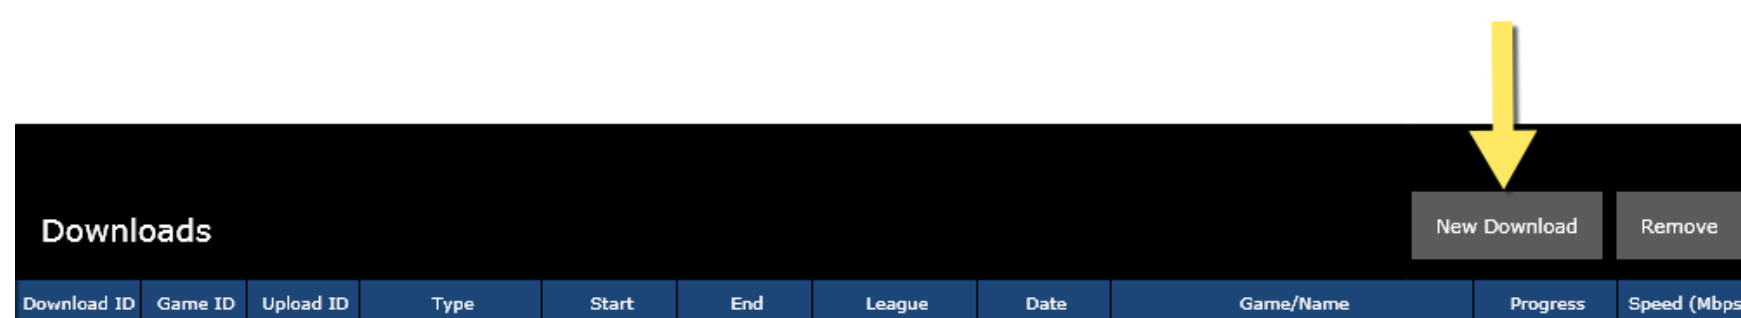 Downloads
New Download
Remove
Download ID Game ID Upload ID Type Start End League Date Game/Name Progress Speed (Mbps